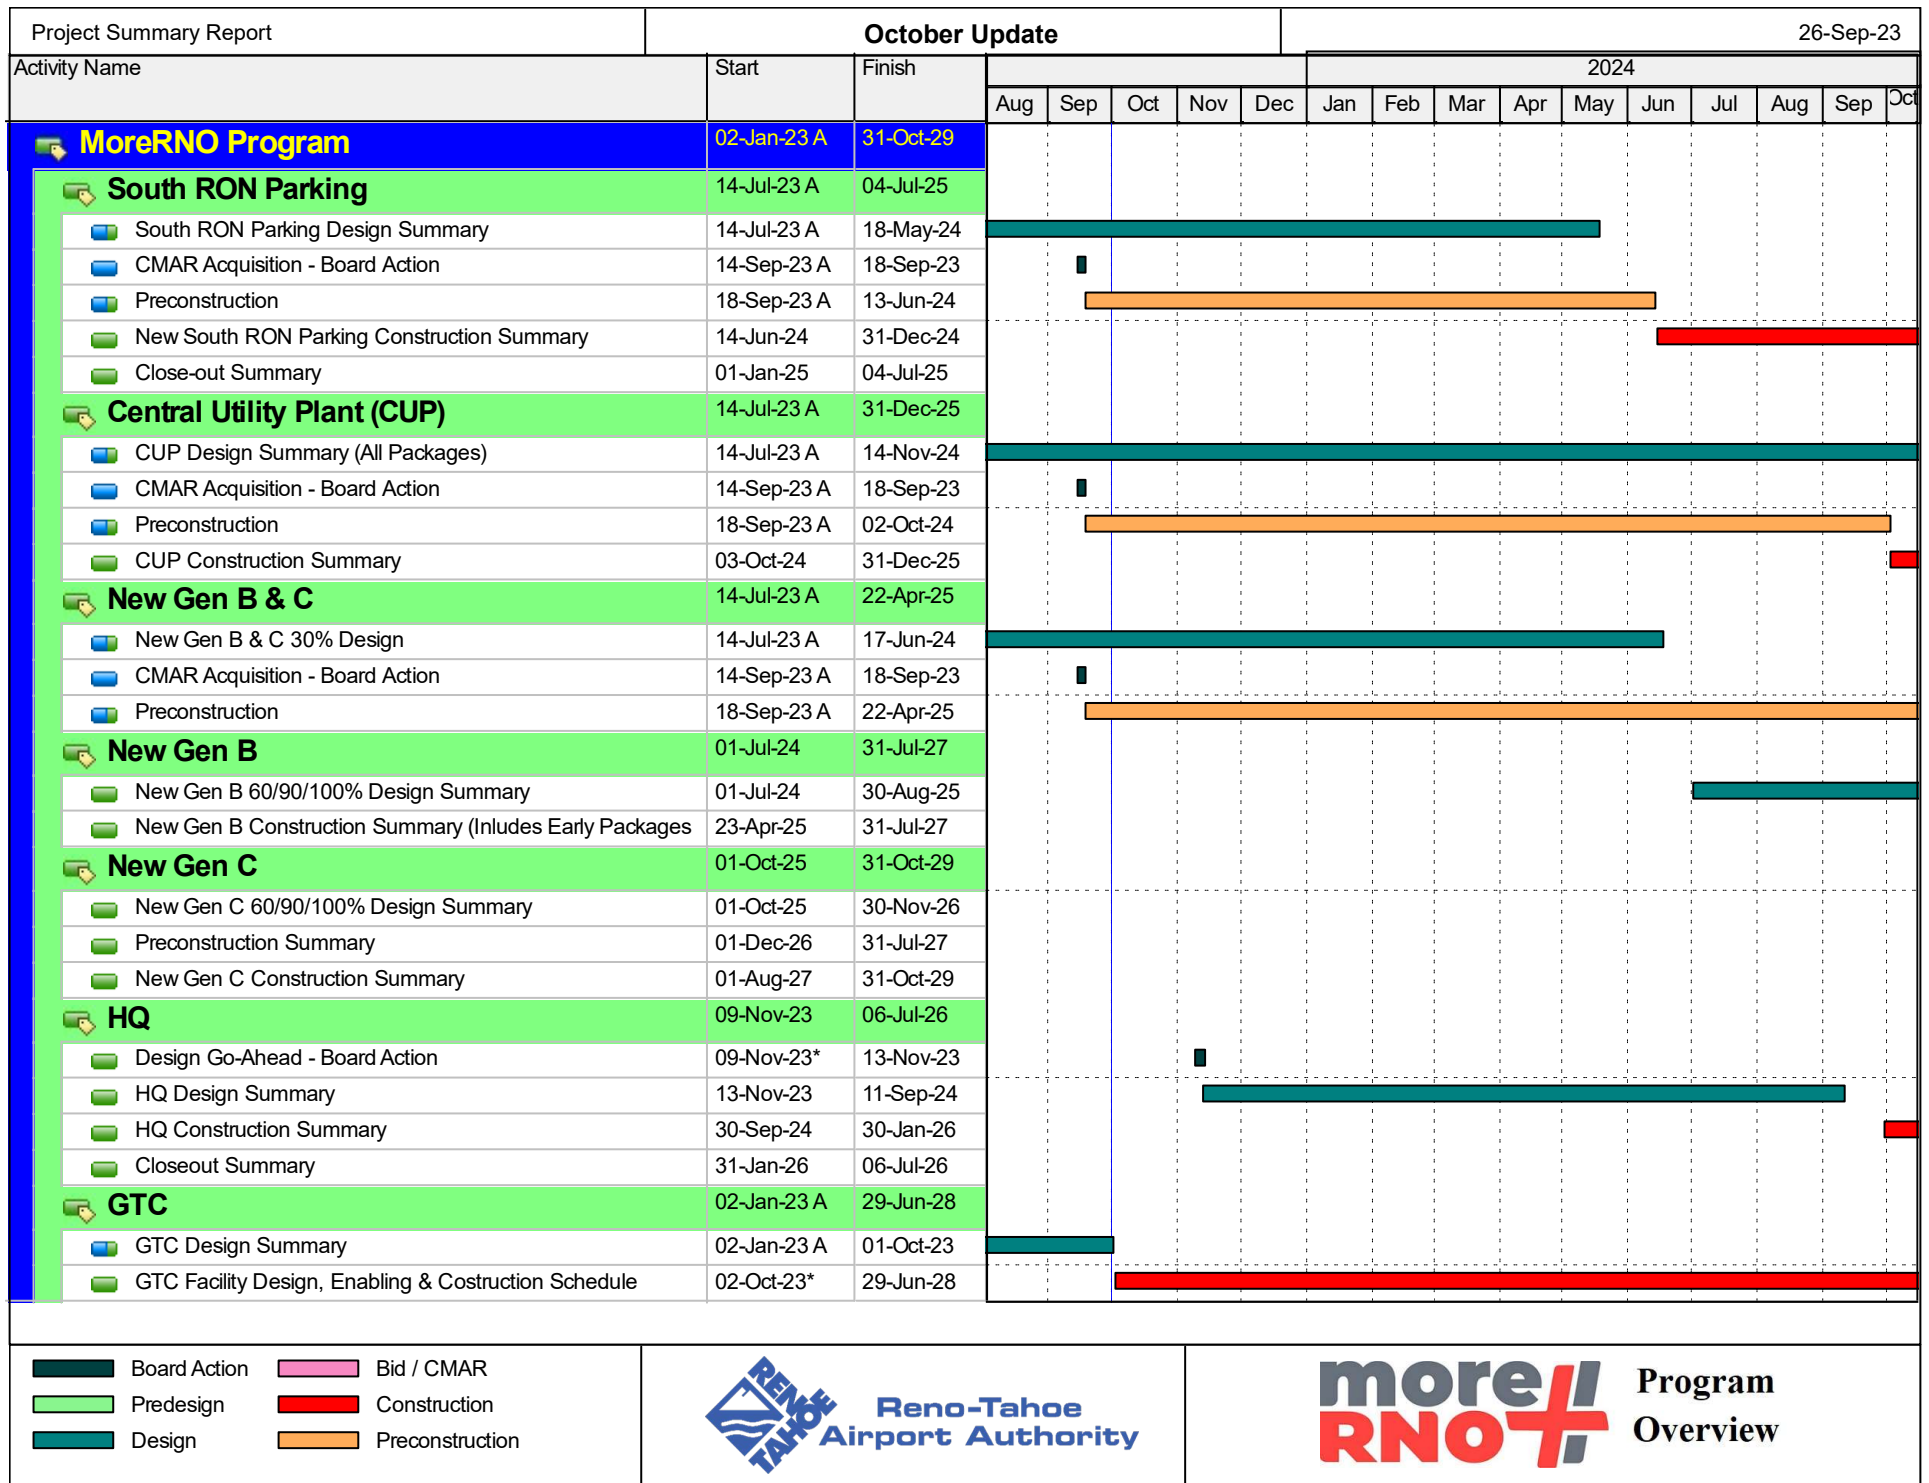 Project Summary Report
October Update
26-Sep-23
Activity Name Start Finish
2024
Aug Sep Oct Nov Dec Jan Feb Mar Apr May Jun Jul Aug Sep Oct
MoreRNO Program 02-Jan-23 A 31-Oct-29
South RON Parking 14-Jul-23 A 04-Jul-25
South RON Parking Design Summary 14-Jul-23 A 18-May-24
CMAR Acquisition - Board Action 14-Sep-23 A 18-Sep-23
Preconstruction 18-Sep-23 A 13-Jun-24
New South RON Parking Construction Summary 14-Jun-24 31-Dec-24
Close-out Summary 01-Jan-25 04-Jul-25
Central Utility Plant (CUP) 14-Jul-23 A 31-Dec-25
CUP Design Summary (All Packages) 14-Jul-23 A 14-Nov-24
CMAR Acquisition - Board Action 14-Sep-23 A 18-Sep-23
Preconstruction 18-Sep-23 A 02-Oct-24
CUP Construction Summary 03-Oct-24 31-Dec-25
New Gen B & C 14-Jul-23 A 22-Apr-25
New Gen B & C 30% Design 14-Jul-23 A 17-Jun-24
CMAR Acquisition - Board Action 14-Sep-23 A 18-Sep-23
Preconstruction 18-Sep-23 A 22-Apr-25
New Gen B 01-Jul-24 31-Jul-27
New Gen B 60/90/100% Design Summary 01-Jul-24 30-Aug-25
New Gen B Construction Summary (Inludes Early Packages 23-Apr-25 31-Jul-27
New Gen C 01-Oct-25 31-Oct-29
New Gen C 60/90/100% Design Summary 01-Oct-25 30-Nov-26
Preconstruction Summary 01-Dec-26 31-Jul-27
New Gen C Construction Summary 01-Aug-27 31-Oct-29
HQ 09-Nov-23 06-Jul-26
Design Go-Ahead - Board Action 09-Nov-23* 13-Nov-23
HQ Design Summary 13-Nov-23 11-Sep-24
HQ Construction Summary 30-Sep-24 30-Jan-26
Closeout Summary 31-Jan-26 06-Jul-26
GTC 02-Jan-23 A 29-Jun-28
GTC Design Summary 02-Jan-23 A 01-Oct-23
GTC Facility Design, Enabling & Costruction Schedule 02-Oct-23* 29-Jun-28
Board Action Bid / CMAR
Predesign Construction
Design Preconstruction
RENO TAHOE
Reno-Tahoe
Airport Authority
more
RNO
Program
Overview